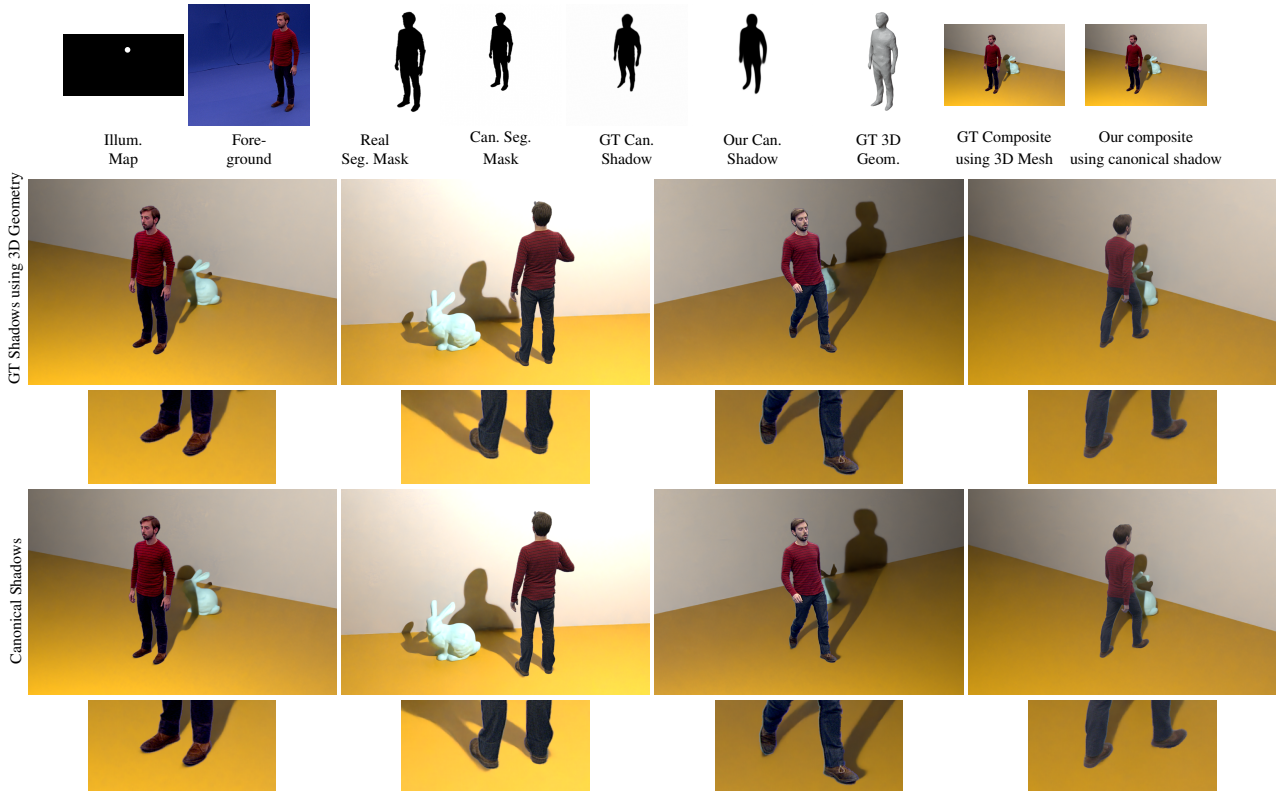 Illum.
Map
Fore-
ground
Real
Seg. Mask
Can. Seg.
Mask
GT Can.
Shadow
Our Can.
Shadow
GT 3D
Geom.
GT Composite
using 3D Mesh
Our composite
using canonical shadow
GT Shadows using 3D Geometry
Canonical Shadows